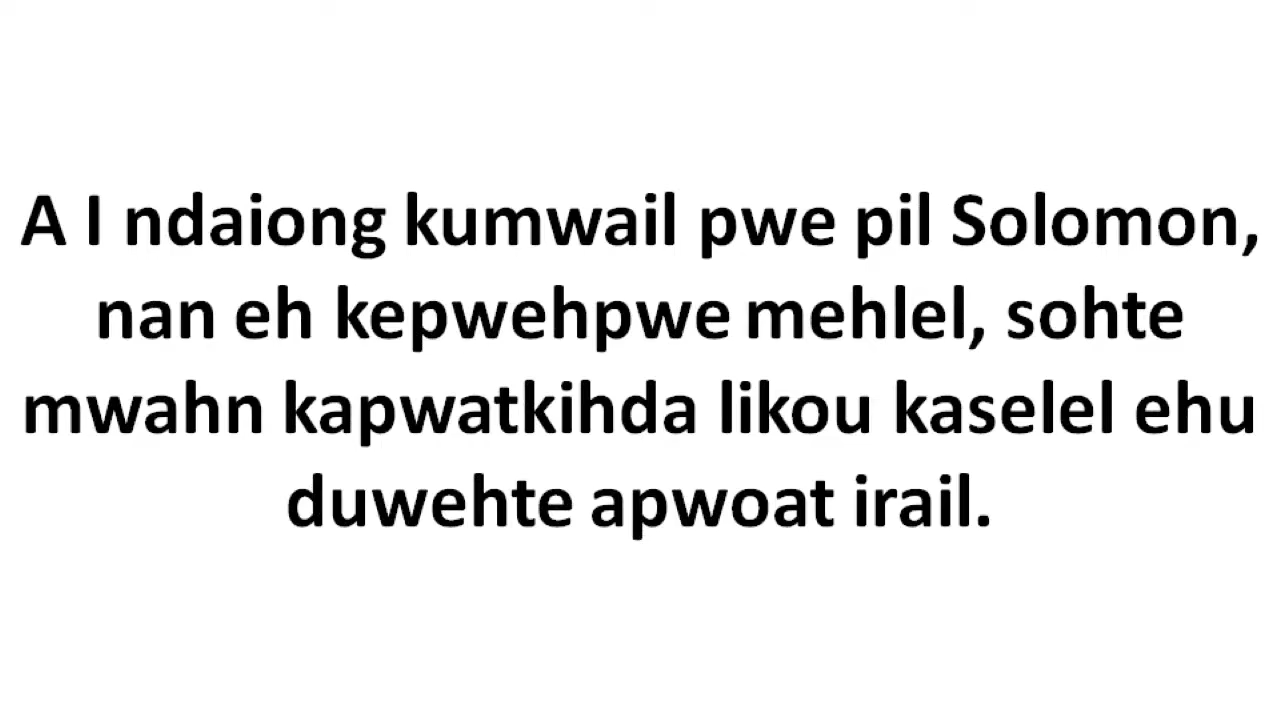 A I ndaiong kumwail pwe pil Solomon,
nan eh kepwehpwe mehlel, sohte
mwahn kapwatkihda likou kaselel ehu
duwehte apwoat irail.